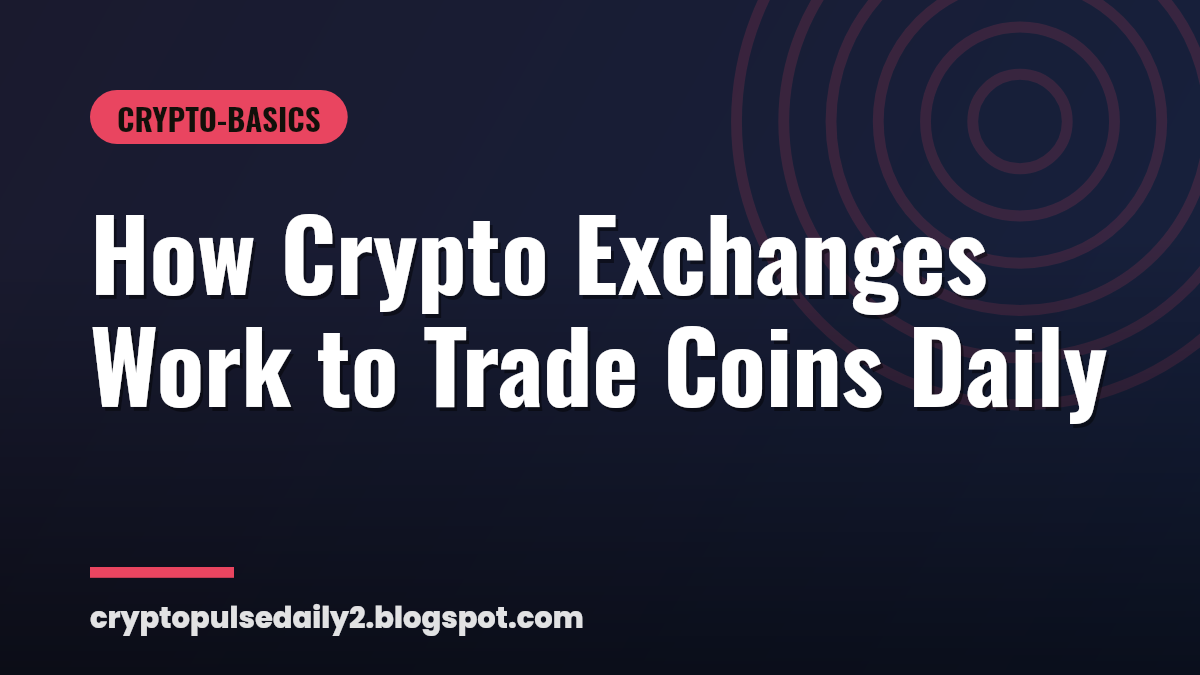 CRYPTO-BASICS
How Crypto Exchanges
Work to Trade Coins Daily
cryptopulsedaily2.blogspot.com